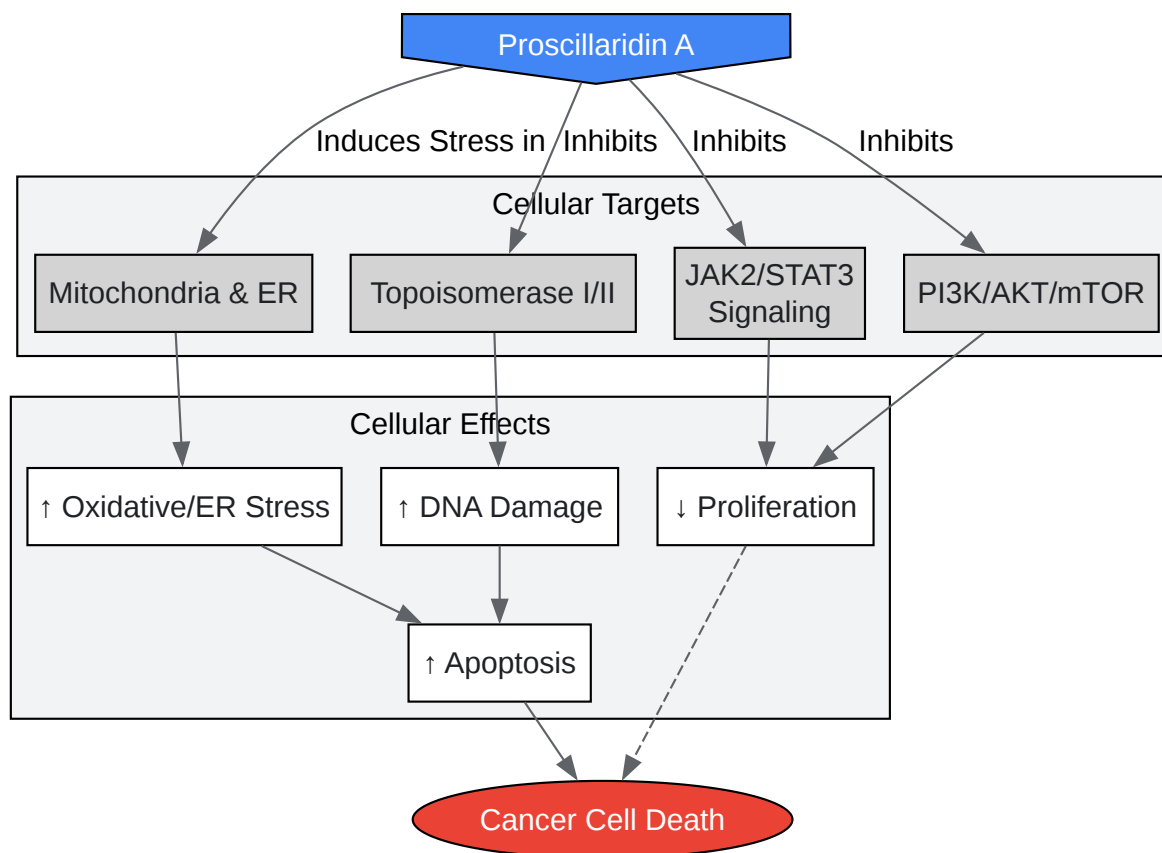 Proscillaridin A
Induces Stress in
Inhibits
Inhibits
Inhibits
Cellular Targets
Mitochondria & ER
Topoisomerase I/II
JAK2/STAT3
Signaling
PI3K/AKT/mTOR
Cellular Effects
↑ Oxidative/ER Stress
↑ DNA Damage
↓ Proliferation
↑ Apoptosis
Cancer Cell Death